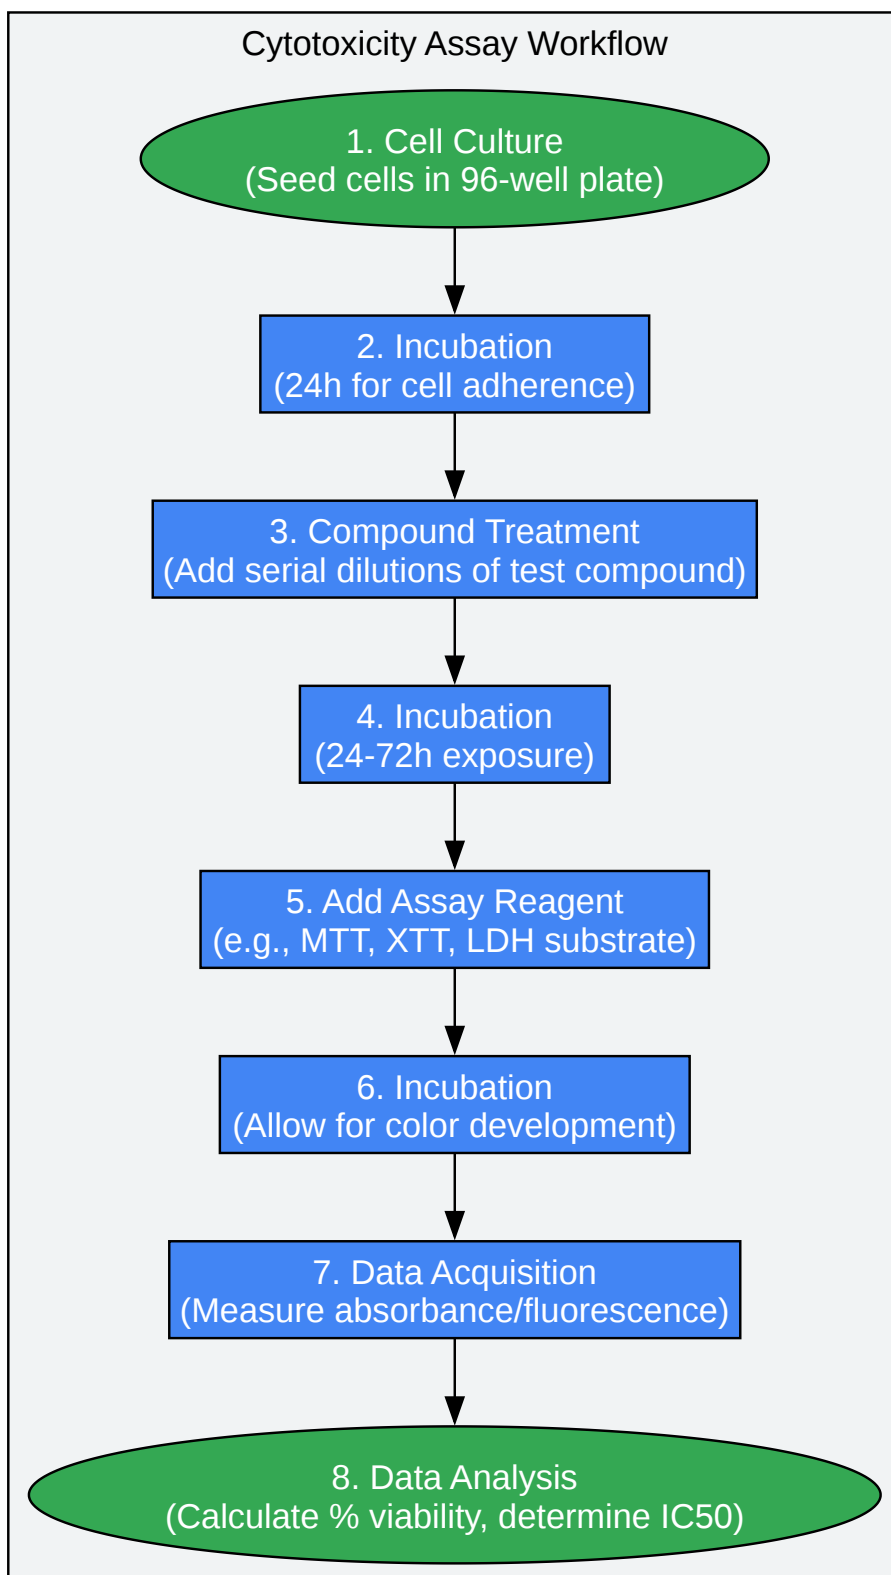 Cytotoxicity Assay Workflow
1. Cell Culture
(Seed cells in 96-well plate)
2. Incubation
(24h for cell adherence)
3. Compound Treatment
(Add serial dilutions of test compound)
4. Incubation
(24-72h exposure)
5. Add Assay Reagent
(e.g., MTT, XTT, LDH substrate)
6. Incubation
(Allow for color development)
7. Data Acquisition
(Measure absorbance/fluorescence)
8. Data Analysis
(Calculate % viability, determine IC50)